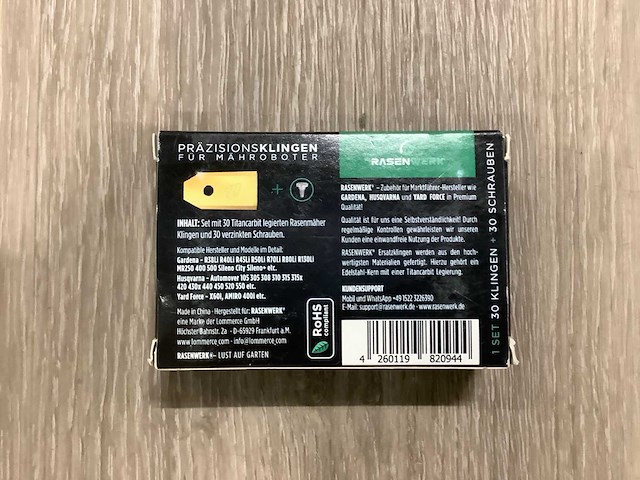 PRÄZISIONSKLINGEN
FÜR MÄHROBOTER
INHALT: Set mit 30 Titancarbit legierten Rasenmäher
Klingen und 30 verzinkten Schrauben.
Kompatible Hersteller und Modelle im Detail:
Gardena - R38Li R40Li R45Li R50Li R70Li R80Li R130Li
MR250 400 500 Sileno City Sileno+ etc.
Husqvarna - Automover 105 305 308 310 315 315x
420 430x 440 450 520 550 etc.
Yard Force - X60i, AMIRO 400i etc.
Made in China · Hergestellt für: RASENWERK®
eine Marke der Lommerce GmbH
Höchster Bahnstr. 2a - D-65929 Frankfurt a.M.
www.lommerce.com · info@lommerce.com
RASENWERK® - LUST AUF GARTEN
RoHS
compliant
RASENWERK
RASENWERK® - Zubehör für Marktführer-Hersteller wie
GARDENA, HUSQVARNA und YARD FORCE in Premium
Qualität!
Qualität ist für uns eine Selbstverständlichkeit! Durch
regelmäßige Kontrollen gewährleisten wir unseren
Kunden eine einwandfreie Nutzung der Produkte.
RASENWERK® Ersatzklingen werden aus den hoch-
wertigsten Materialien gefertigt. Hierzu gehört ein
Edelstahl-Kern mit einer Titancarbit Legierung.
KUNDENSUPPORT
Mobil und WhatsApp +49 1522 3226390
E-Mail: support@rasenwerk.de · www.rasenwerk.de
4 260119 820944
1 SET 30 KLINGEN + 30 SCHRAUBEN